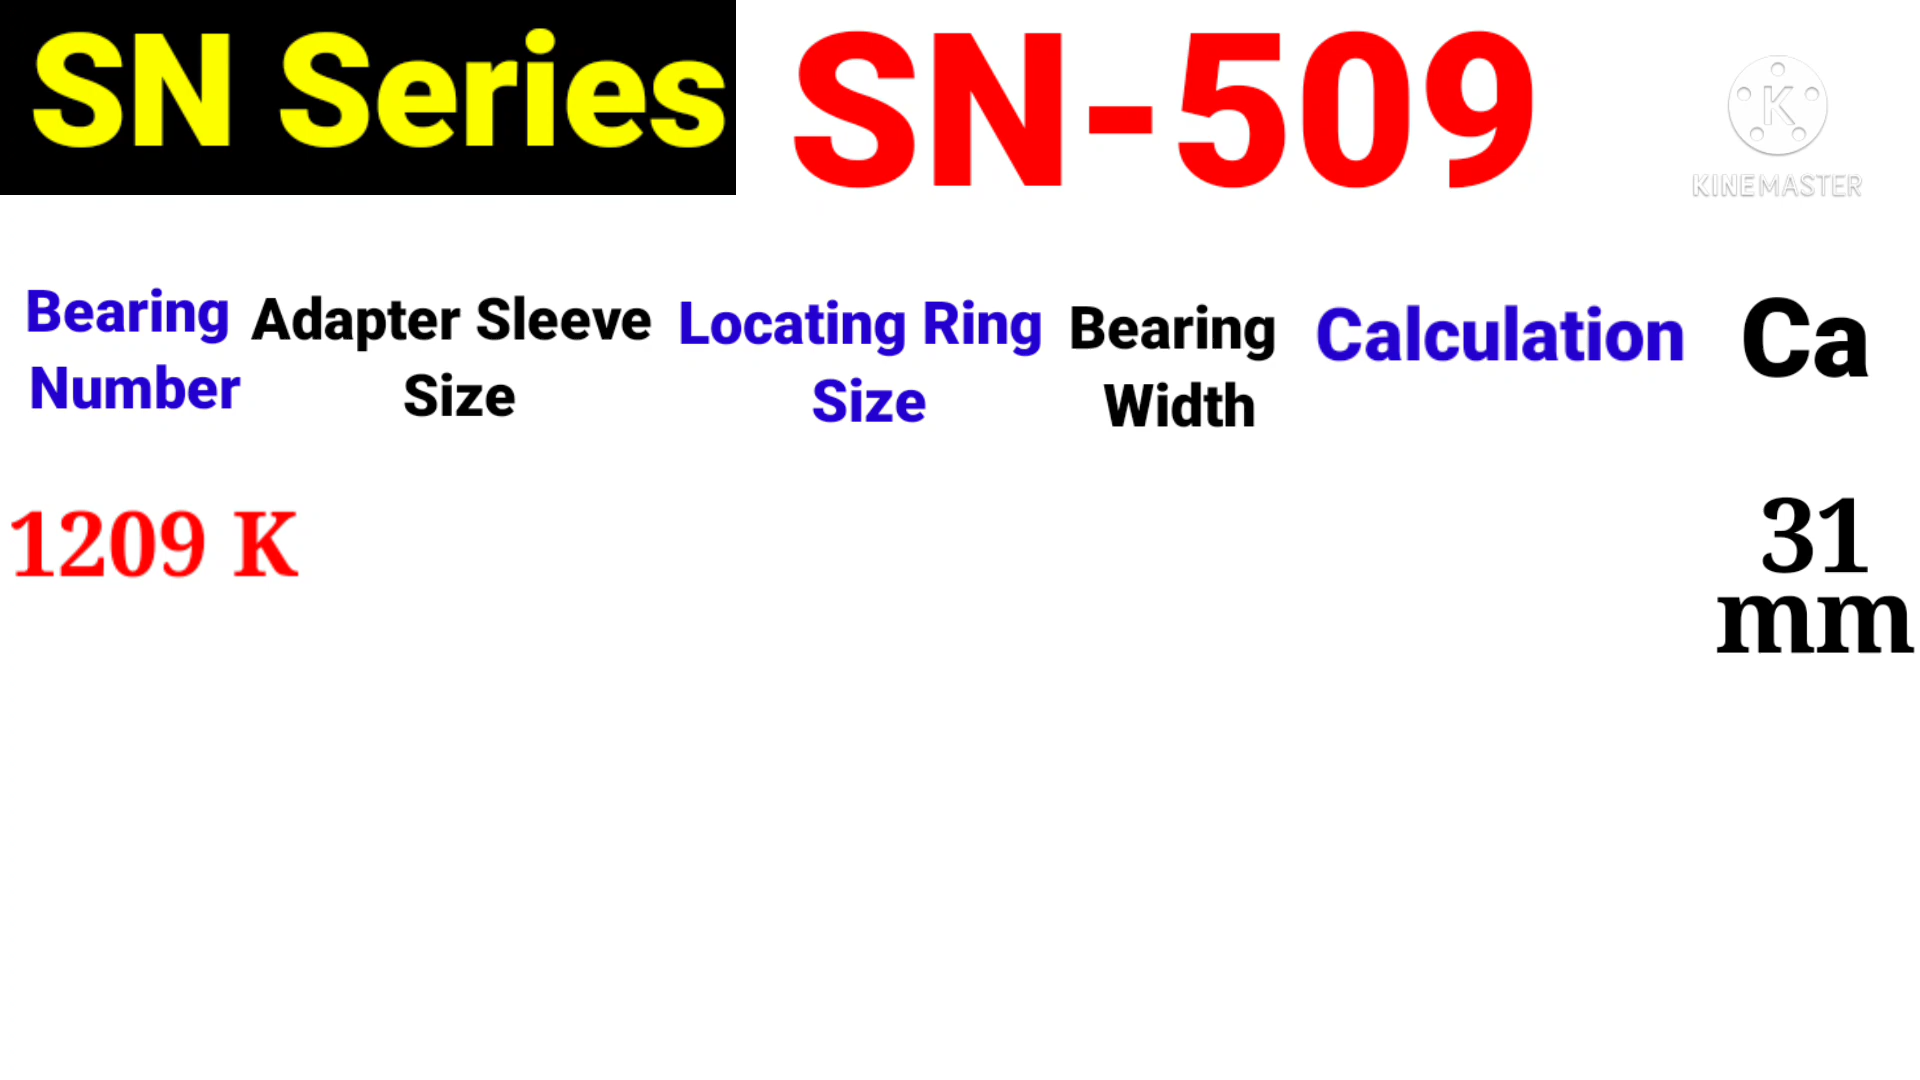 SN Series SN-509
K
KINEMASTER
Bearing Number
Adapter Sleeve Size
Locating Ring Size
Bearing Width
Calculation
Ca
1209 K
31
mm